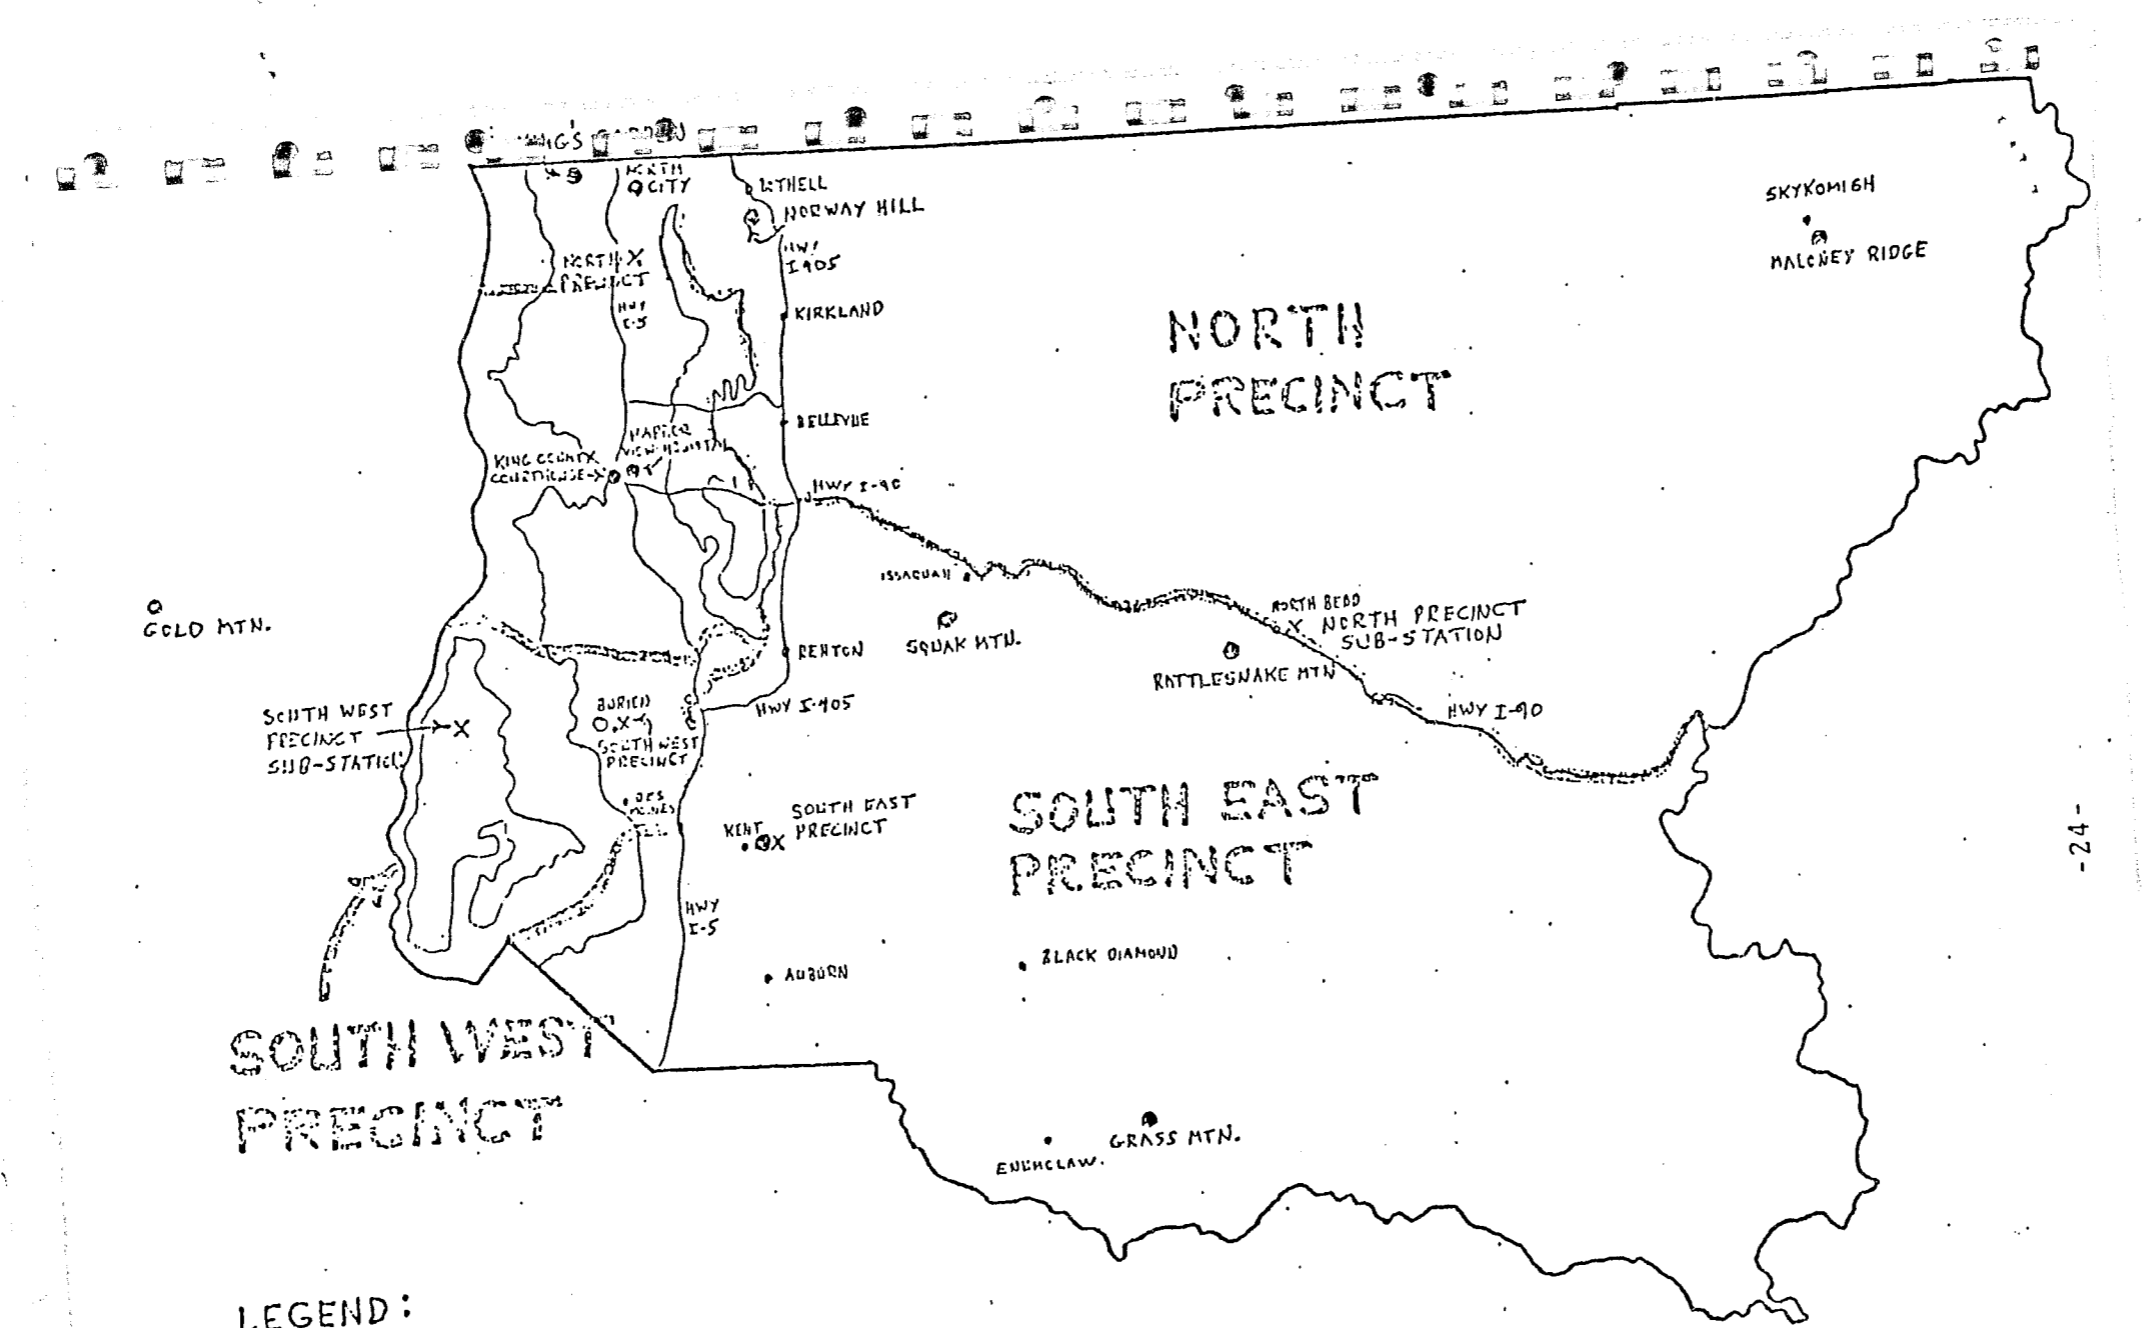 NORTH
CITY
NORWAY HILL
HWY
I-405
SKYKOMISH
MALONEY RIDGE
NORTH X
PRECINCT
HWY
I-5
KIRKLAND
NORTH
PRECINCT
BELLEVUE
KING COUNTY
COURTHOUSE→X
HWY I-90
ISSAQUAH
GOLD MTN.
NORTH BEND
X NORTH PRECINCT
SUB-STATION
SQUAK MTN.
RENTON
RATTLESNAKE MTN
HWY I-405
HWY I-90
SOUTH WEST
PRECINCT
SUB-STATION
X
BURIEN
X
SOUTH WEST
PRECINCT
SOUTH EAST
PRECINCT
DES
MOINES
KENT
X
SOUTH EAST
PRECINCT
-24-
HWY
I-5
BLACK DIAMOND
AUBURN
SOUTH WEST
PRECINCT
GRASS MTN.
ENUMCLAW.
LEGEND: